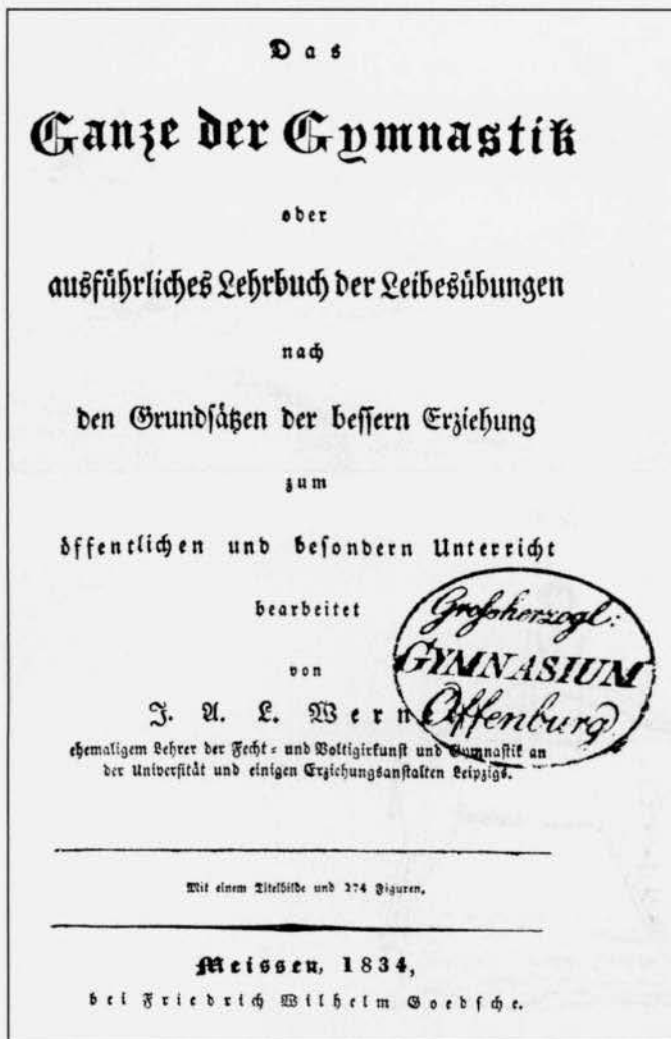 Das
Ganze der Gymnastik
oder
ausführliches Lehrbuch der Leibesübungen
nach
den Grundsätzen der bessern Erziehung
zum
öffentlichen und besondern Unterricht
bearbeitet
von
J. A. L. Wern
ehemaligem Lehrer der Fecht- und Voltigirkunst und Gymnastik an
der Universität und einigen Erziehungsanstalten Leipzigs.
Großherzogl:
GYMNASIUM
Offenburg
Mit einem Titelbilde und 274 Figuren.
Meissen, 1834,
bei Friedrich Wilhelm Goedsche.